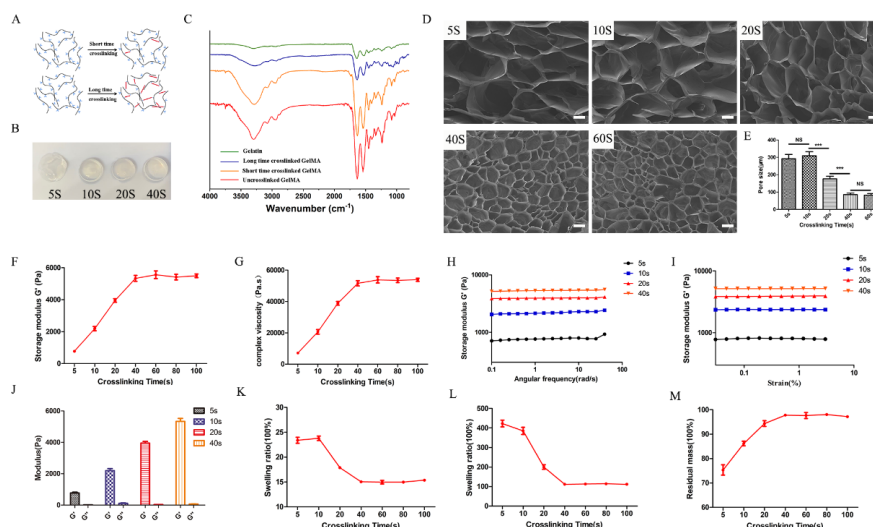 A
Short time
crosslinking
Long time
crosslinking
B
5S
10S
20S
40S
C
Gelatin
Long time crosslinked GelMA
Short time crosslinked GelMA
Uncrosslinked GelMA
4000 3500 3000 2500 2000 1500 1000
Wavenumber (cm-1)
D
5S
10S
20S
40S
60S
E
Pore size(μm)
400
300
200
100
0
NS
***
***
NS
5s 10s 20s 40s 60s
Crosslinking Time(s)
F
Storage modulus G' (Pa)
8000
6000
4000
2000
0
5 10 20 40 60 80 100
Crosslinking Time(s)
G
complex viscosity (Pa.s)
80000
60000
40000
20000
0
5 10 20 40 60 80 100
Crosslinking Time(s)
H
Storage modulus G' (Pa)
10000
1000
0.1 1 10 100
Angular frequency(rad/s)
5s
10s
20s
40s
I
Storage modulus G' (Pa)
10000
1000
0.1 1 10
Strain(%)
5s
10s
20s
40s
J
Modulus(Pa)
6000
4000
2000
0
G' G'' G' G'' G' G'' G' G''
5s
10s
20s
40s
K
Swelling ratio(100%)
30
25
20
15
10
5 10 20 40 60 80 100
Crosslinking Time(s)
L
Swelling ratio(100%)
500
400
300
200
100
0
5 10 20 40 60 80 100
Crosslinking Time(s)
M
Residual mass(100%)
100
90
80
70
60
5 10 20 40 60 80 100
Crosslinking Time(s)